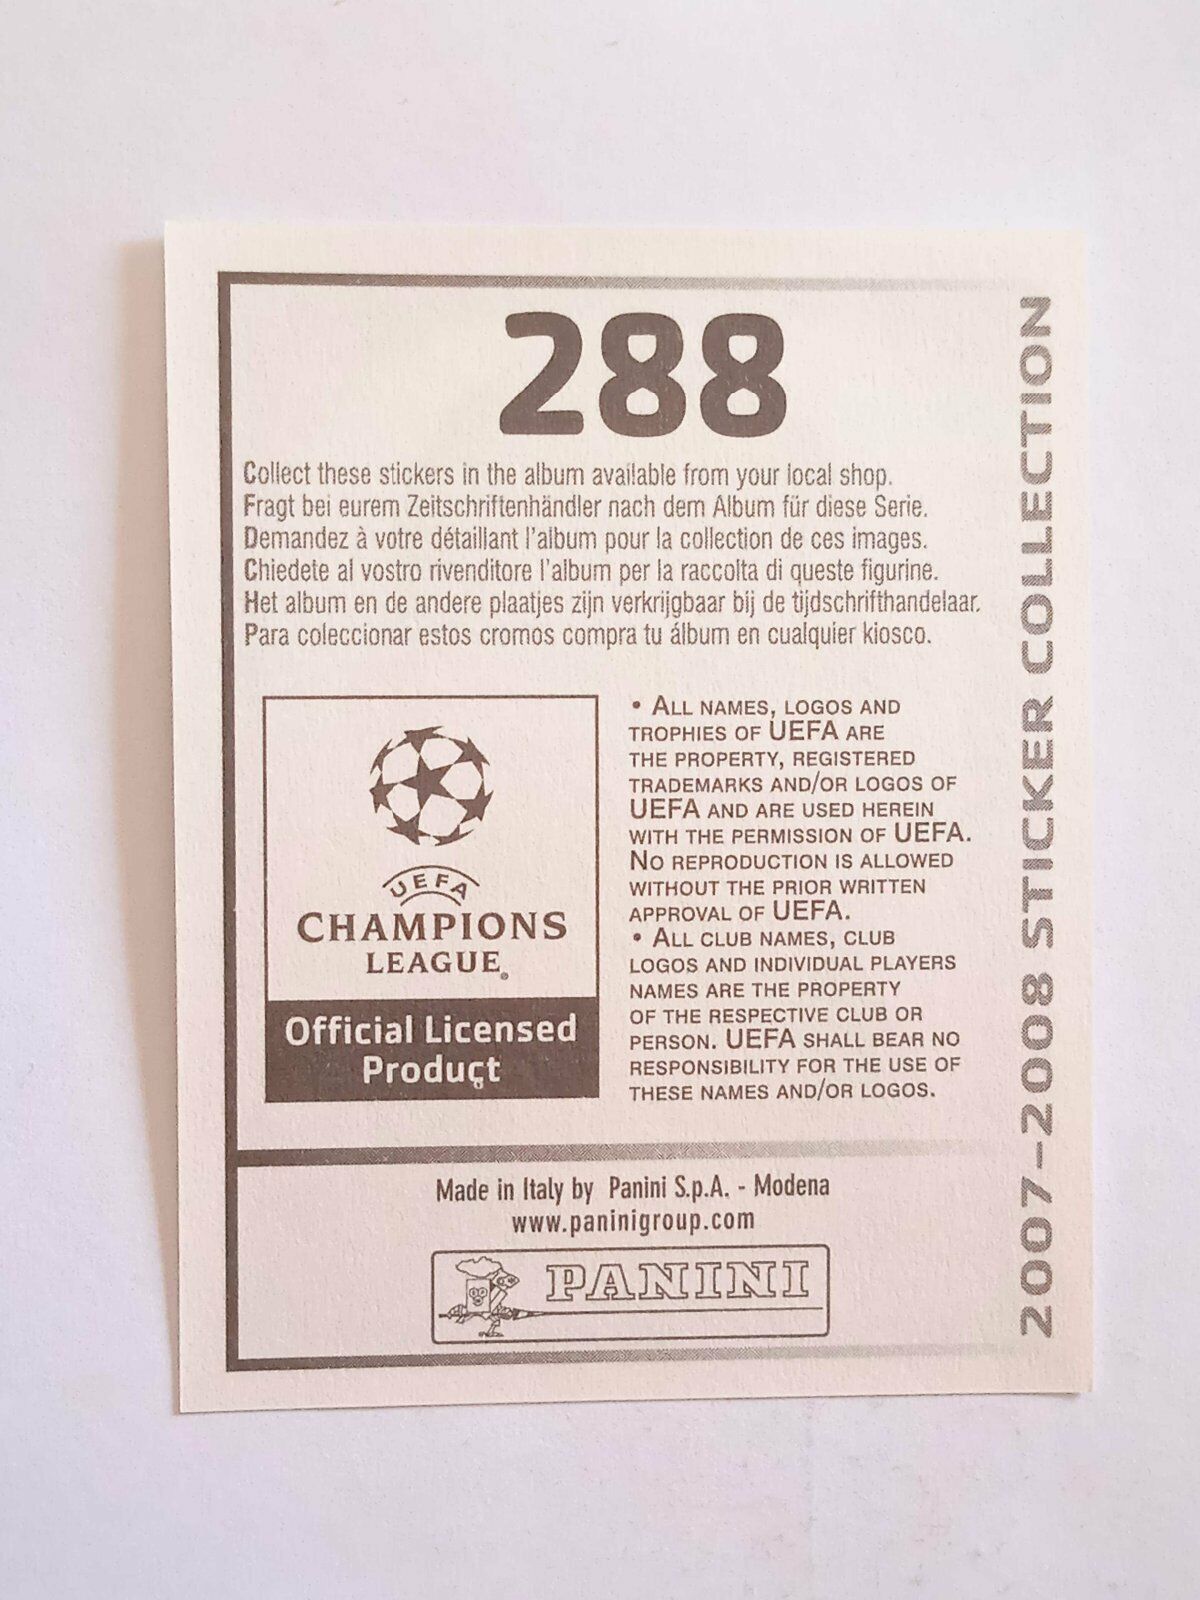 288
Collect these stickers in the album available from your local shop.
Fragt bei eurem Zeitschriftenhändler nach dem Album für diese Serie.
Demandez à votre détaillant l'album pour la collection de ces images.
Chiedete al vostro rivenditore l'album per la raccolta di queste figurine.
Het album en de andere plaatjes zijn verkrijgbaar bij de tijdschrifthandelaar.
Para coleccionar estos cromos compra tu álbum en cualquier kiosco.
UEFA
CHAMPIONS
LEAGUE®
Official Licensed
Product
• ALL NAMES, LOGOS AND
TROPHIES OF UEFA ARE
THE PROPERTY, REGISTERED
TRADEMARKS AND/OR LOGOS OF
UEFA AND ARE USED HEREIN
WITH THE PERMISSION OF UEFA.
NO REPRODUCTION IS ALLOWED
WITHOUT THE PRIOR WRITTEN
APPROVAL OF UEFA.
• ALL CLUB NAMES, CLUB
LOGOS AND INDIVIDUAL PLAYERS
NAMES ARE THE PROPERTY
OF THE RESPECTIVE CLUB OR
PERSON. UEFA SHALL BEAR NO
RESPONSIBILITY FOR THE USE OF
THESE NAMES AND/OR LOGOS.
Made in Italy by Panini S.p.A. - Modena
www.paninigroup.com
PANINI
2007-2008 STICKER COLLECTION